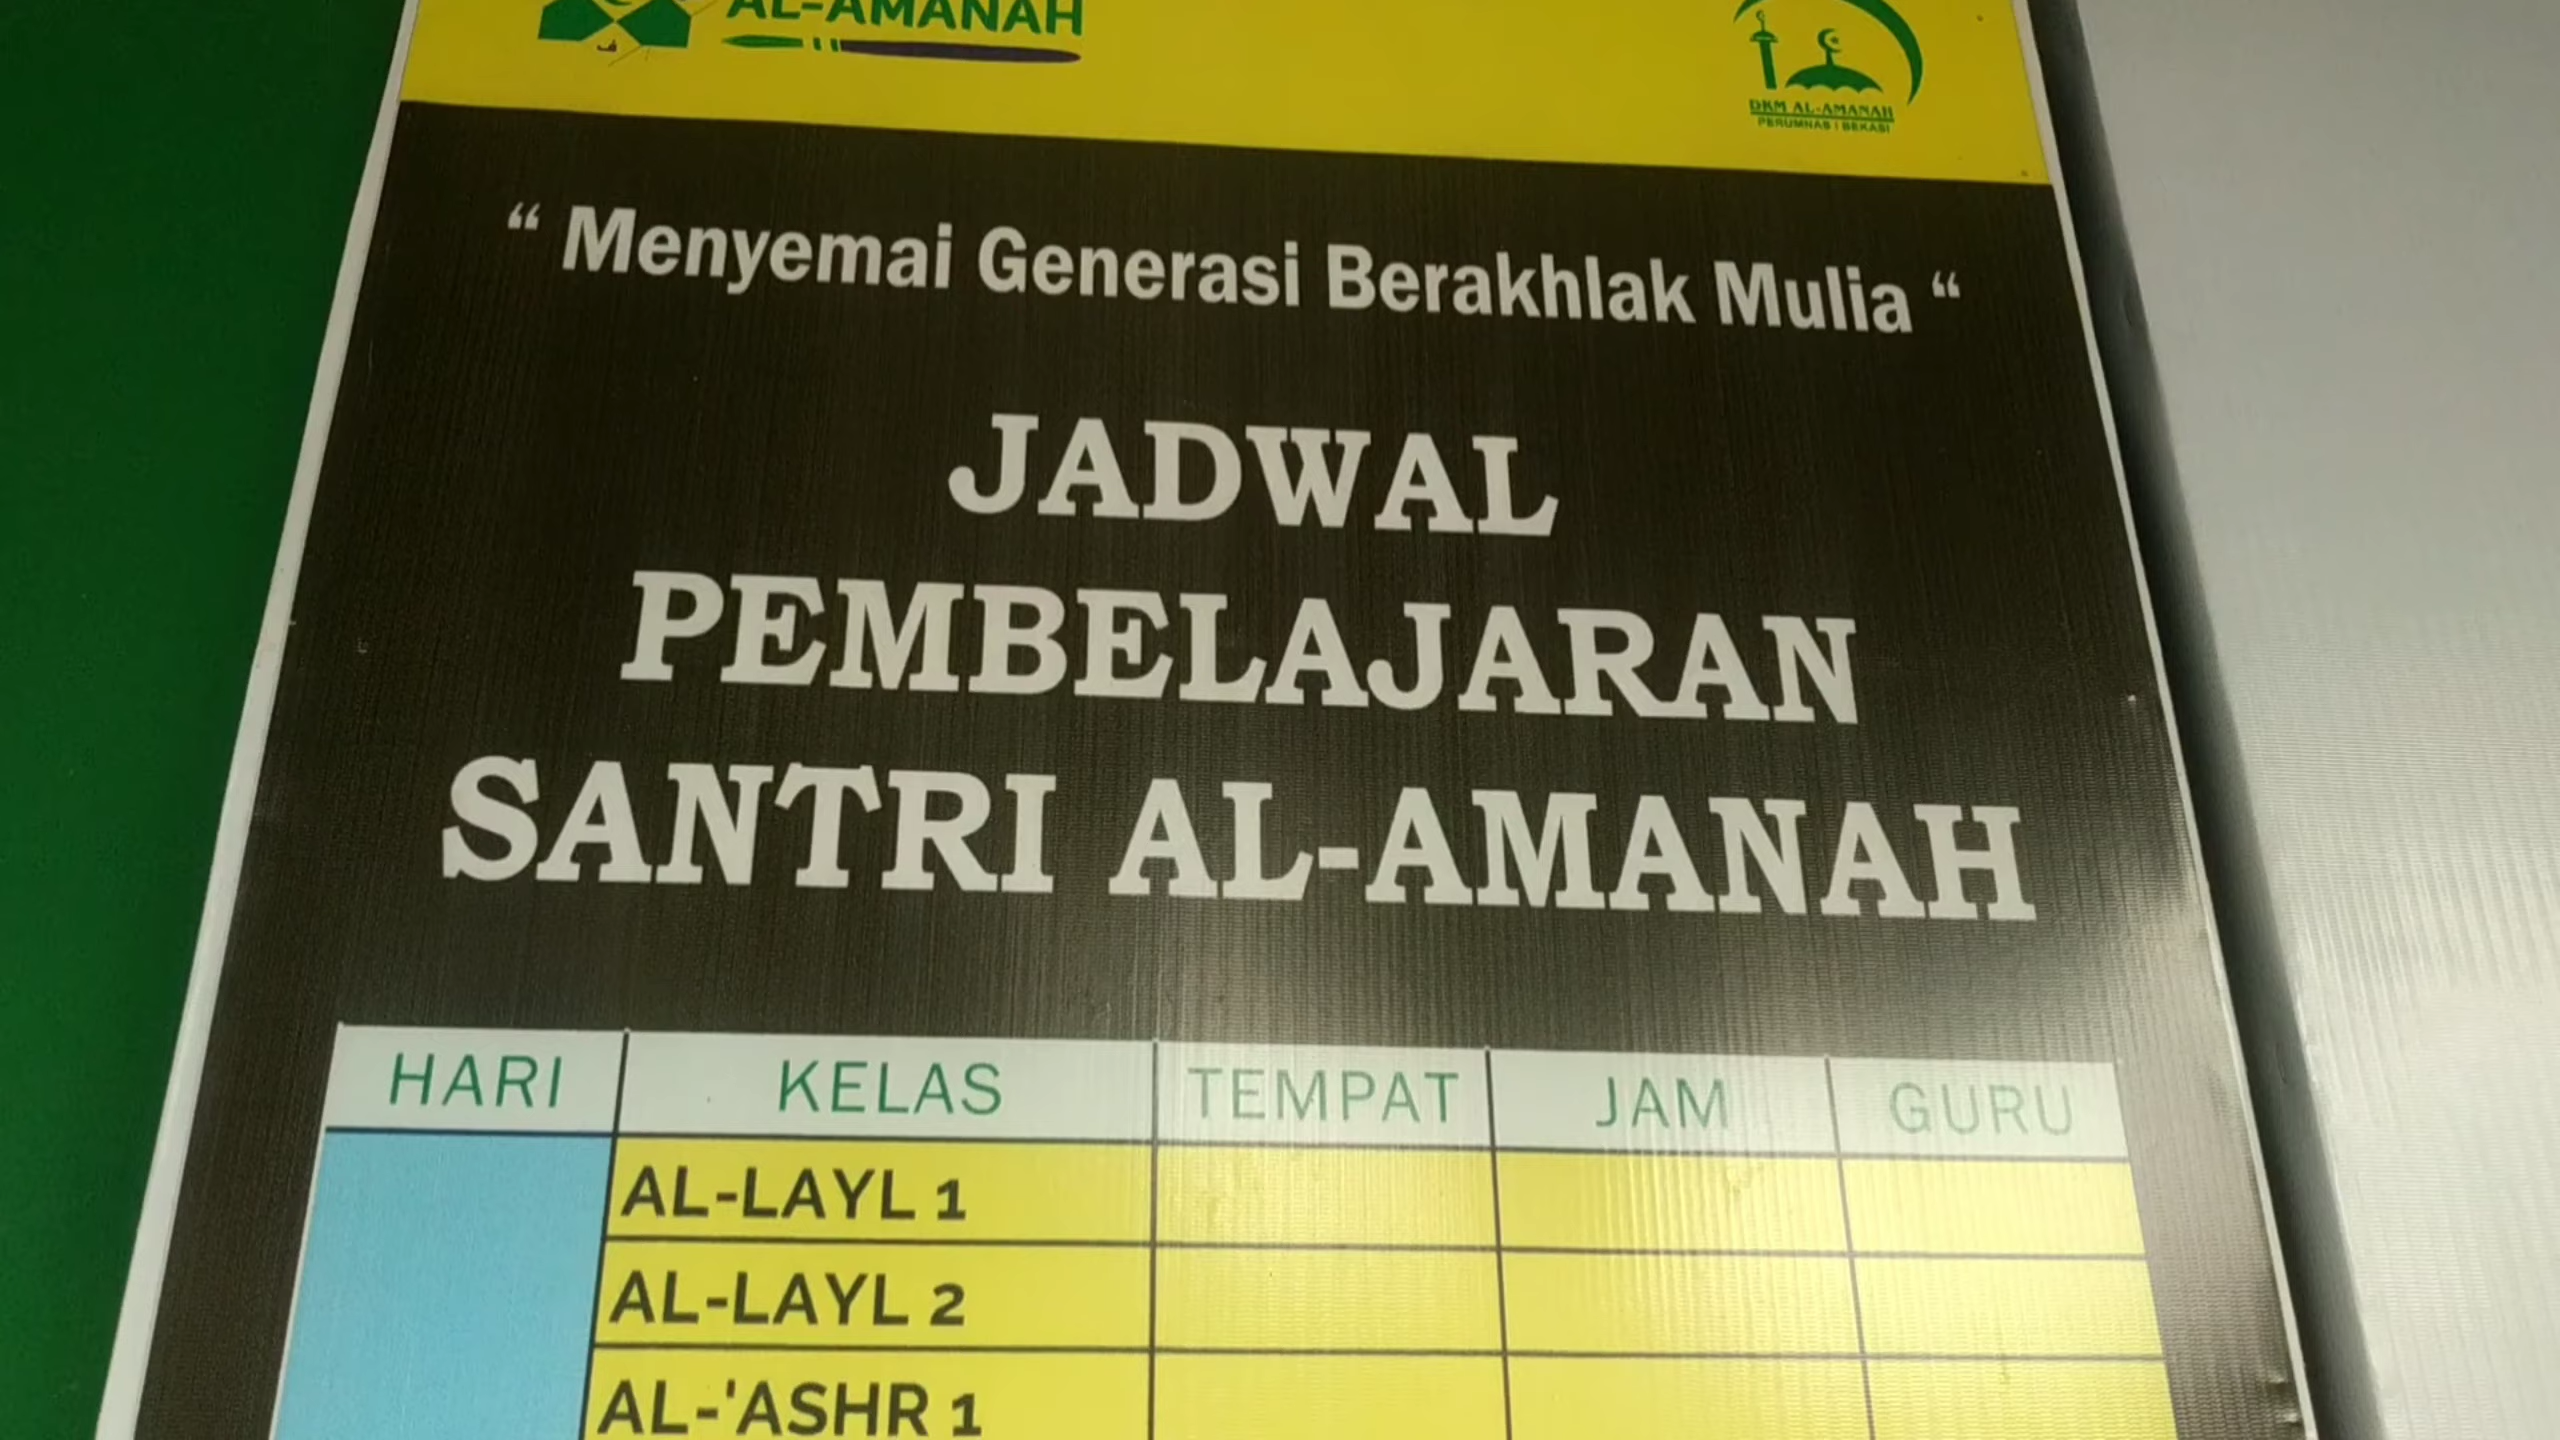 AL-AMANAH
ف
DKM AL-AMANAH
PERUMNAS I BEKASI
“ Menyemai Generasi Berakhlak Mulia “
JADWAL
PEMBELAJARAN
SANTRI AL-AMANAH
HARI KELAS TEMPAT JAM GURU
AL-LAYL 1
AL-LAYL 2
AL-'ASHR 1